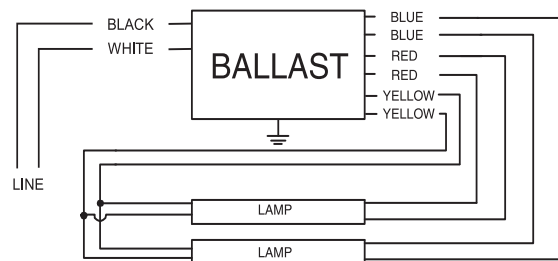 BLACK
WHITE
LINE
BALLAST
BLUE
BLUE
RED
RED
YELLOW
YELLOW
LAMP
LAMP